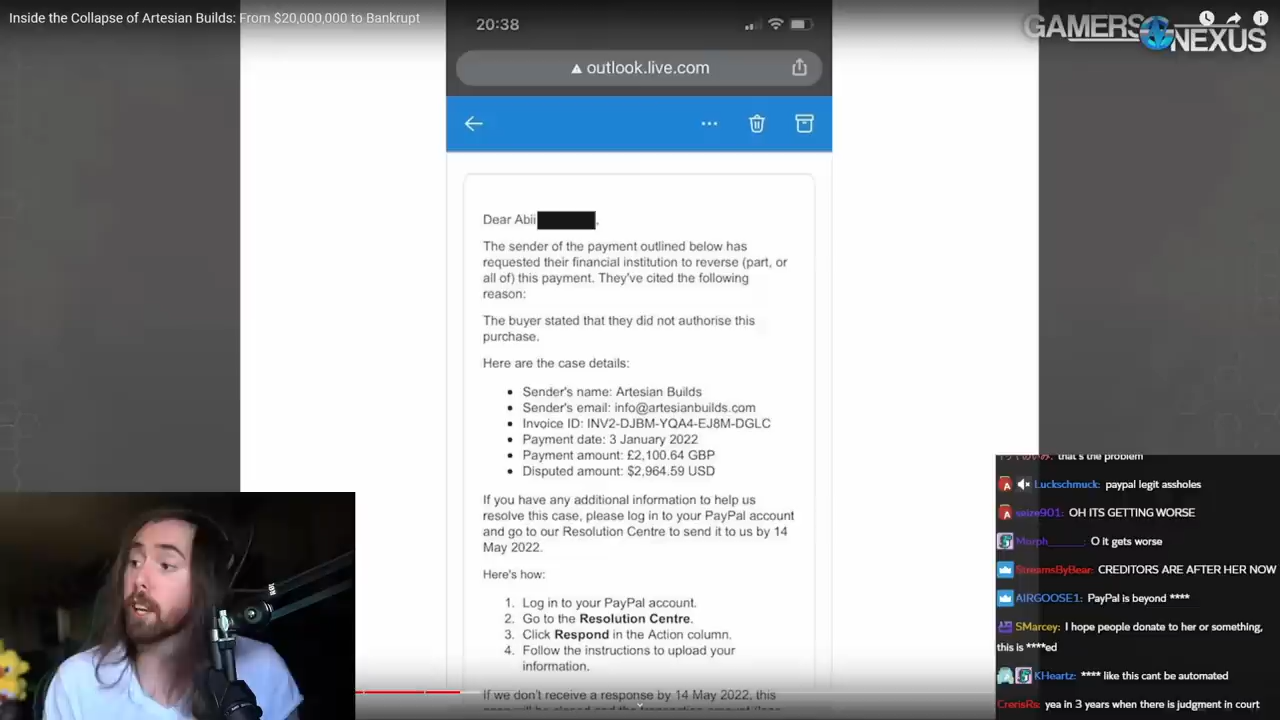 Inside the Collapse of Artesian Builds: From $20,000,000 to Bankrupt
GAMERS NEXUS
20:38
outlook.live.com
Dear Abi
The sender of the payment outlined below has
requested their financial institution to reverse (part, or
all of) this payment. They've cited the following
reason:
The buyer stated that they did not authorise this
purchase.
Here are the case details:
Sender's name: Artesian Builds
Sender's email: info@artesianbuilds.com
Invoice ID: INV2-DJBM-YQA4-EJ8M-DGLC
Payment date: 3 January 2022
Payment amount: £2,100.64 GBP
Disputed amount: $2,964.59 USD
If you have any additional information to help us
resolve this case, please log in to your PayPal account
and go to our Resolution Centre to send it to us by 14
May 2022.
Here's how:
1. Log in to your PayPal account.
2. Go to the Resolution Centre.
3. Click Respond in the Action column.
4. Follow the instructions to upload your
information.
If we don't receive a response by 14 May 2022, this
that's the problem
Luckschmuck: paypal legit assholes
seize901: OH ITS GETTING WORSE
Murph______: O it gets worse
StreamsByBear: CREDITORS ARE AFTER HER NOW
AIRGOOSE1: PayPal is beyond ****
SMarcey: I hope people donate to her or something,
this is ****ed
KHeartz: **** like this cant be automated
CrerisRs: yea in 3 years when there is judgment in court